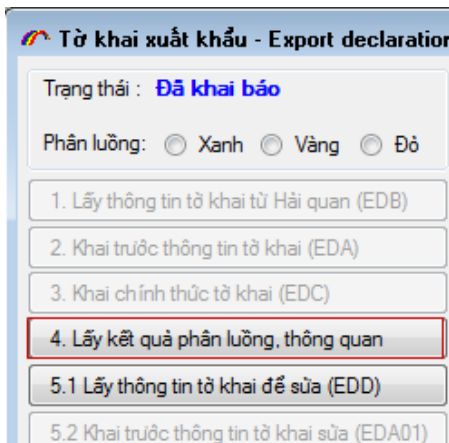 Tờ khai xuất khẩu - Export declaration
Trạng thái : Đã khai báo
Phân luồng: Xanh Vàng Đỏ
1. Lấy thông tin tờ khai từ Hải quan (EDB)
2. Khai trước thông tin tờ khai (EDA)
3. Khai chính thức tờ khai (EDC)
4. Lấy kết quả phân luồng, thông quan
5.1 Lấy thông tin tờ khai để sửa (EDD)
5.2 Khai trước thông tin tờ khai sửa (EDA01)